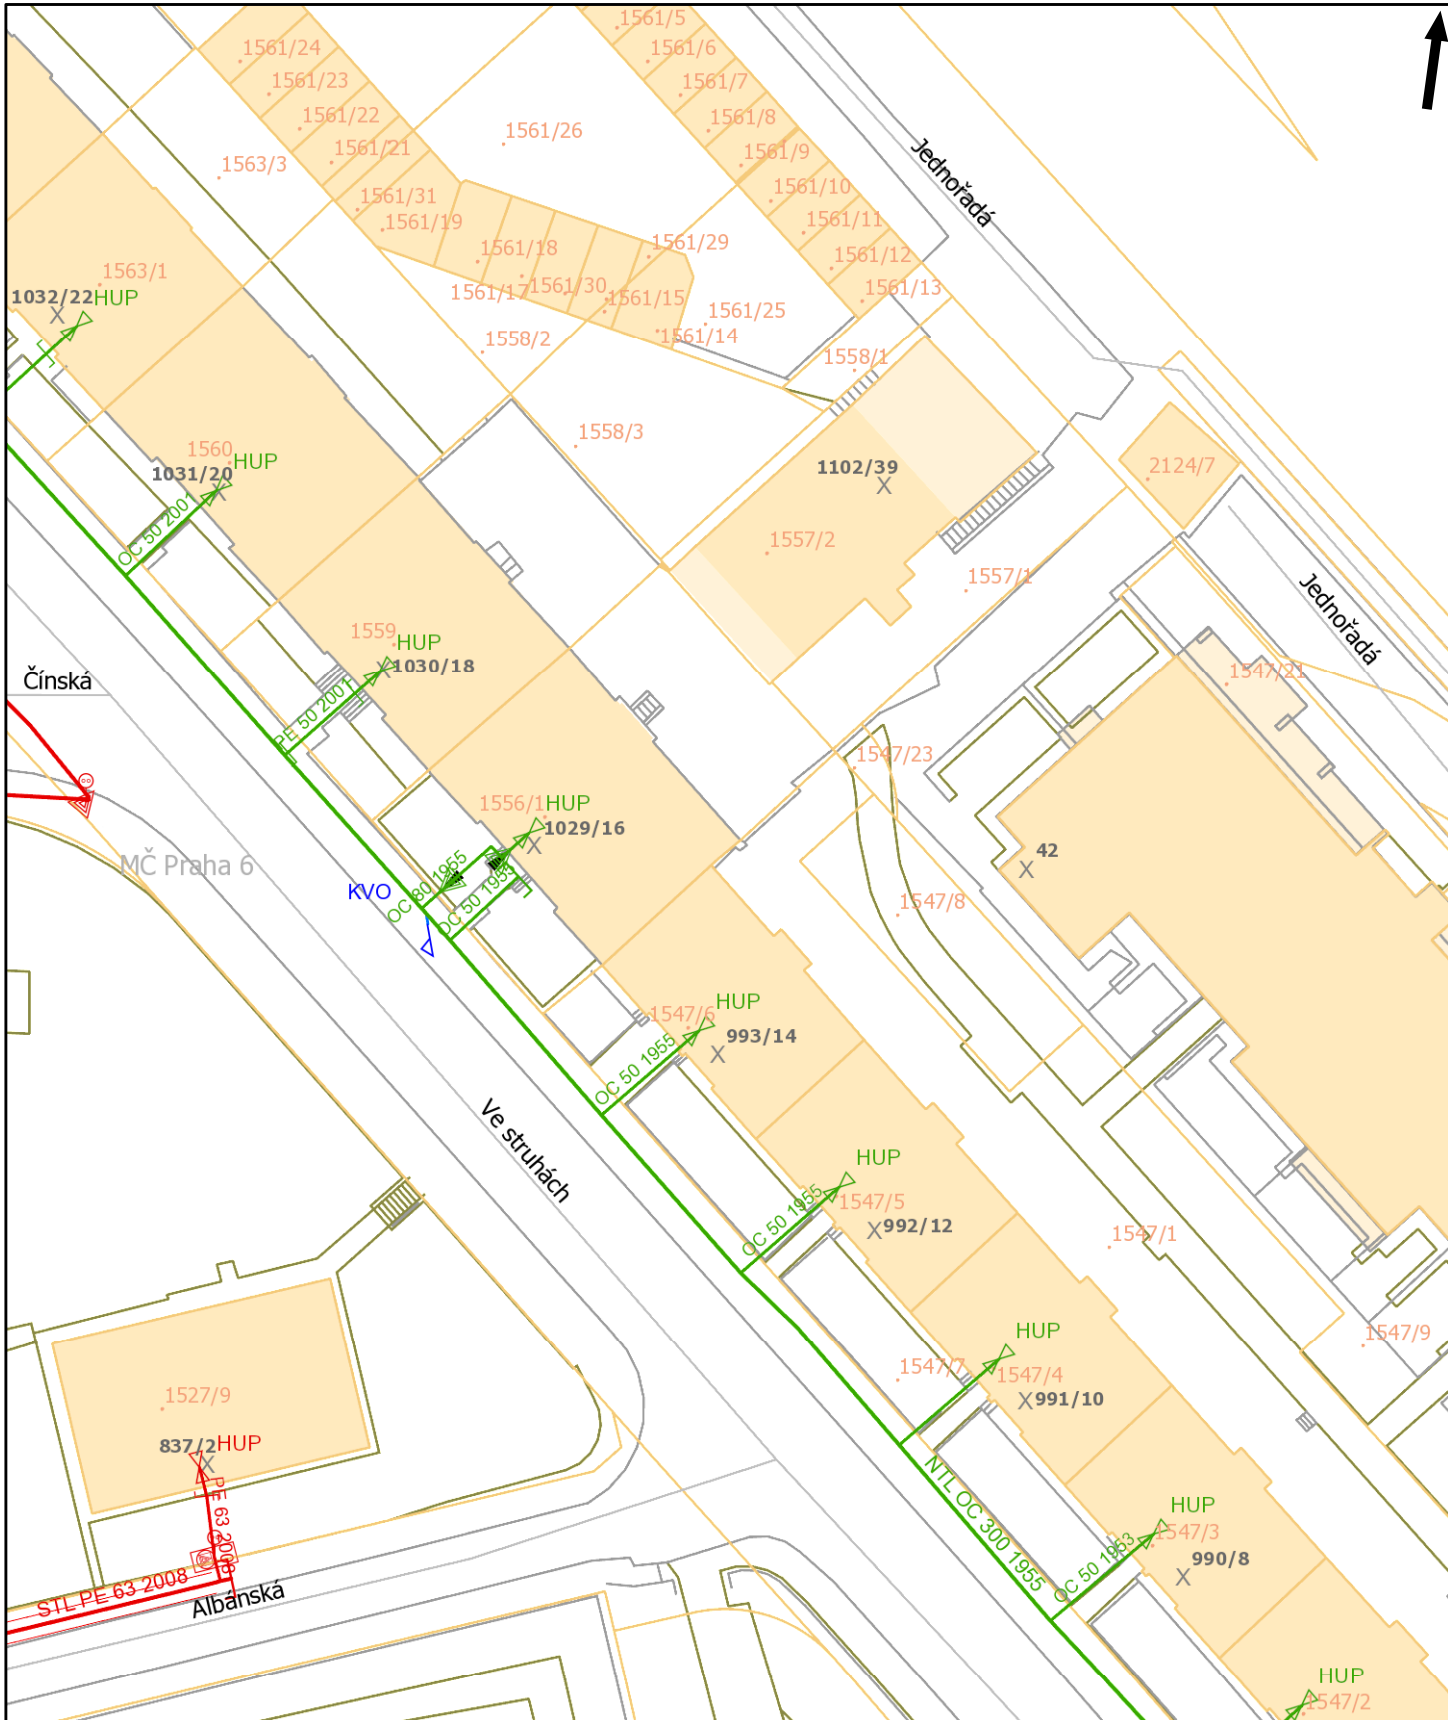 1561/5
1561/24
1561/6
1561/23
1561/7
1561/22
1561/8
1561/26
1561/21
1561/9
1563/3
Jednořadá
1561/31
1561/10
1561/19
1561/11
1561/18
1561/29
1561/12
1563/1
1561/17
1561/30
1561/15
1561/13
1032/22
HUP
1561/25
1558/2
1561/14
1558/1
1558/3
1560
HUP
1031/20
1102/39
2124/7
OC 50 2001
1557/2
1557/1
Jednořadá
1559
HUP
1030/18
Čínská
1547/21
PE 50 2001
1547/23
1556/1
HUP
1029/16
MČ Praha 6
42
KVO
OC 80 1955
OC 50 1955
1547/8
HUP
1547/6
993/14
OC 50 1955
Ve struhách
HUP
1547/5
992/12
OC 50 1955
1547/1
HUP
1547/9
1547/7
1547/4
1527/9
991/10
837/2
HUP
NTL OC 300 1955
HUP
1547/3
PE 63 2008
990/8
OC 50 1953
STL PE 63 2008
Albánská
HUP
1547/2